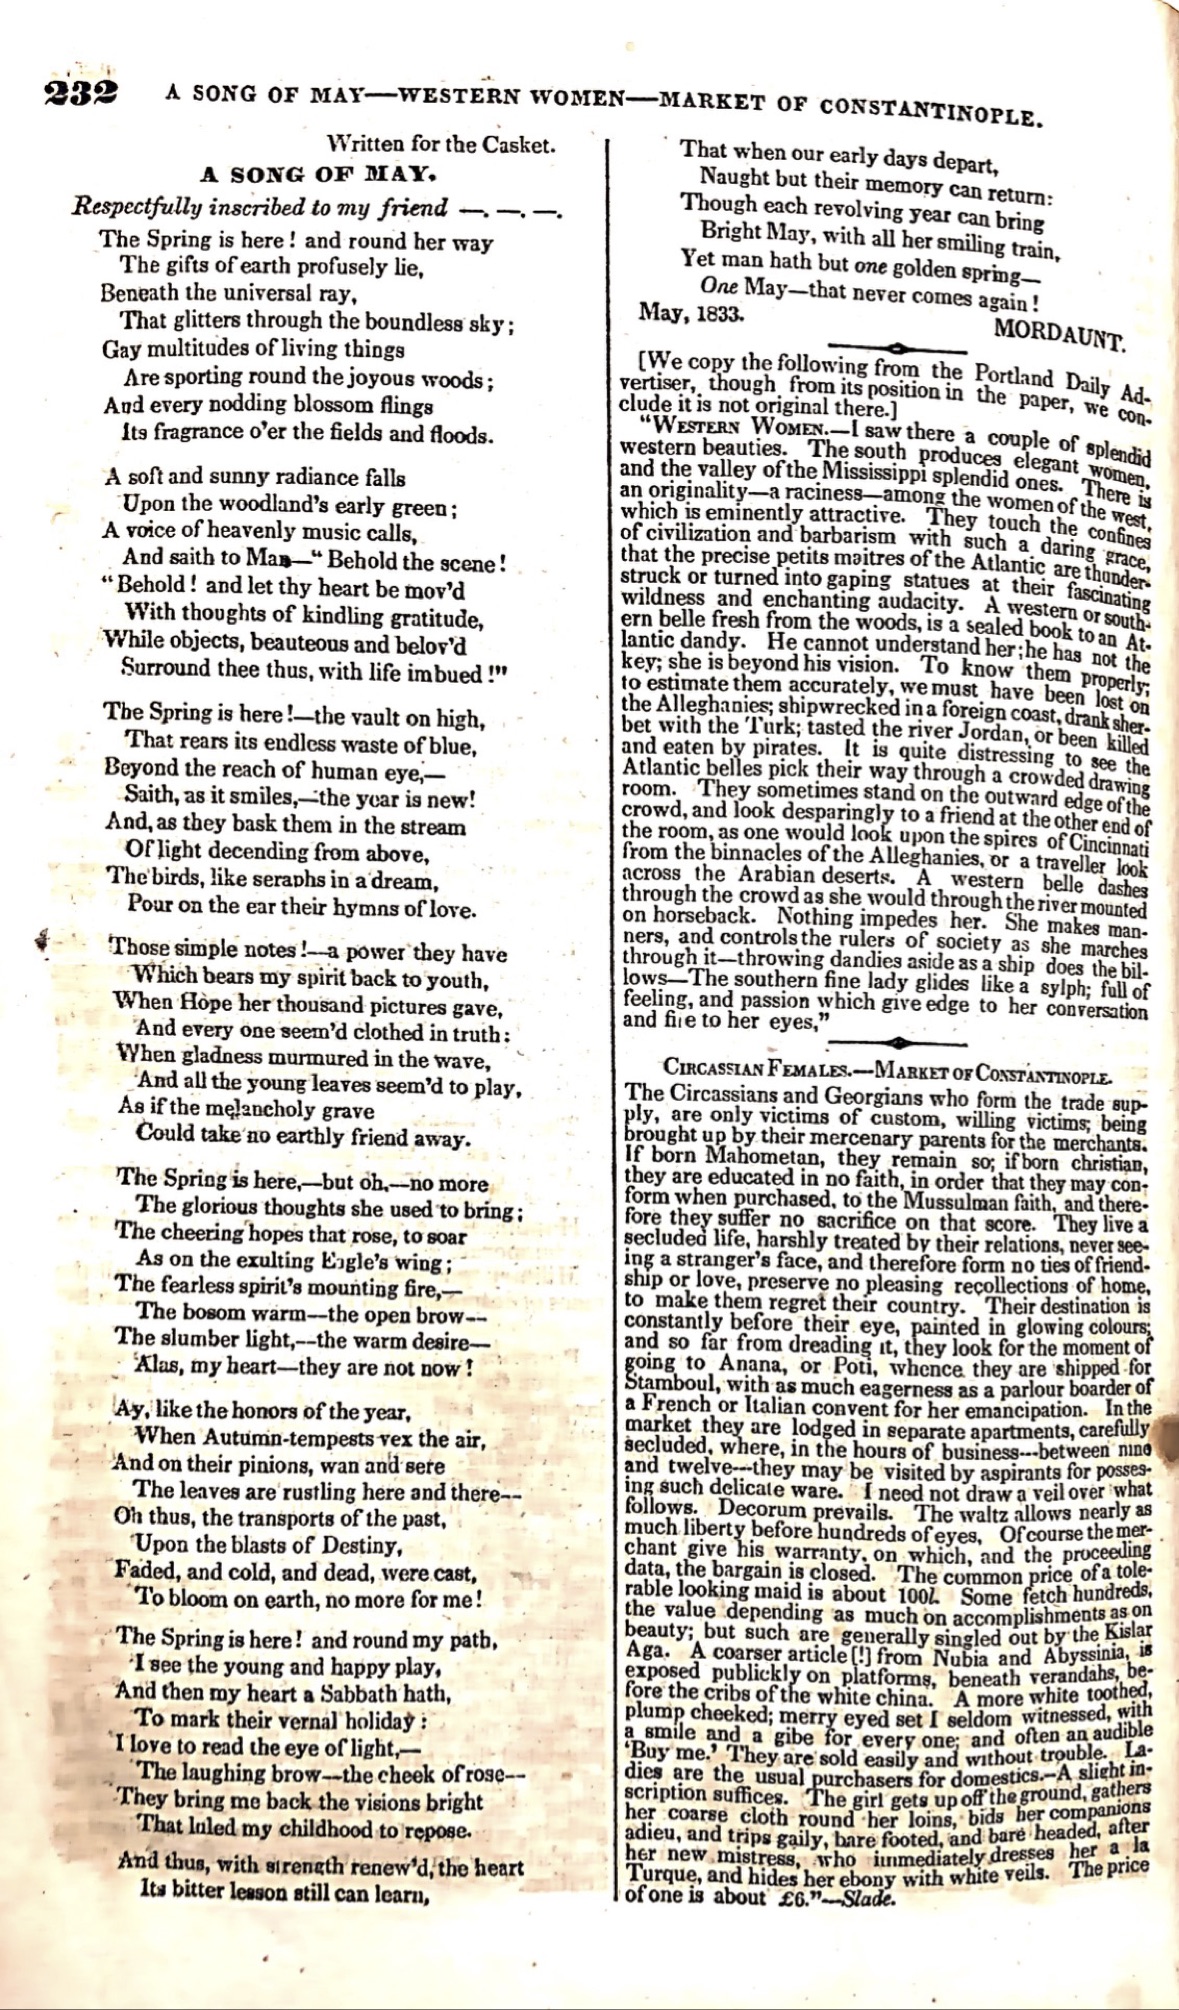 232 A SONG OF MAY—WESTERN WOMEN—MARKET OF CONSTANTINOPLE.
Written for the Casket.
A SONG OF MAY.
Respectfully inscribed to my friend —. —. —.
The Spring is here! and round her way
The gifts of earth profusely lie,
Beneath the universal ray,
That glitters through the boundless sky;
Gay multitudes of living things
Are sporting round the joyous woods;
And every nodding blossom flings
Its fragrance o'er the fields and floods.
A soft and sunny radiance falls
Upon the woodland's early green;
A voice of heavenly music calls,
And saith to Man—"Behold the scene!
"Behold! and let thy heart be mov'd
With thoughts of kindling gratitude,
While objects, beauteous and belov'd
Surround thee thus, with life imbued!'"
The Spring is here!—the vault on high,
That rears its endless waste of blue,
Beyond the reach of human eye,—
Saith, as it smiles,—the year is new!
And, as they bask them in the stream
Of light decending from above,
The birds, like seraphs in a dream,
Pour on the ear their hymns of love.
Those simple notes!—a power they have
Which bears my spirit back to youth,
When Hope her thousand pictures gave,
And every one seem'd clothed in truth:
When gladness murmured in the wave,
And all the young leaves seem'd to play,
As if the melancholy grave
Could take no earthly friend away.
The Spring is here,—but oh,—no more
The glorious thoughts she used to bring;
The cheering hopes that rose, to soar
As on the exulting Eagle's wing;
The fearless spirit's mounting fire,—
The bosom warm—the open brow--
The slumber light,--the warm desire—
Alas, my heart—they are not now!
Ay, like the honors of the year,
When Autumn-tempests vex the air,
And on their pinions, wan and sere
The leaves are rustling here and there--
Oh thus, the transports of the past,
Upon the blasts of Destiny,
Faded, and cold, and dead, were cast,
To bloom on earth, no more for me!
The Spring is here! and round my path,
I see the young and happy play,
And then my heart a Sabbath hath,
To mark their vernal holiday:
I love to read the eye of light,—
The laughing brow—the cheek of rose--
They bring me back the visions bright
That luled my childhood to repose.
And thus, with strength renew'd, the heart
Its bitter lesson still can learn,
That when our early days depart,
Naught but their memory can return:
Though each revolving year can bring
Bright May, with all her smiling train,
Yet man hath but one golden spring—
One May—that never comes again!
May, 1833.
MORDAUNT.
[We copy the following from the Portland Daily Ad-
vertiser, though from its position in the paper, we con-
clude it is not original there.]
"WESTERN WOMEN.—I saw there a couple of splendid
western beauties. The south produces elegant women,
and the valley of the Mississippi splendid ones. There is
an originality—a raciness—among the women of the west,
which is eminently attractive. They touch the confines
of civilization and barbarism with such a daring grace,
that the precise petits maitres of the Atlantic are thunder-
struck or turned into gaping statues at their fascinating
wildness and enchanting audacity. A western or south-
ern belle fresh from the woods, is a sealed book to an At-
lantic dandy. He cannot understand her; he has not the
key; she is beyond his vision. To know them properly;
to estimate them accurately, we must have been lost on
the Alleghanies; shipwrecked in a foreign coast, drank sher-
bet with the Turk; tasted the river Jordan, or been killed
and eaten by pirates. It is quite distressing to see the
Atlantic belles pick their way through a crowded drawing
room. They sometimes stand on the outward edge of the
crowd, and look desparingly to a friend at the other end of
the room, as one would look upon the spires of Cincinnati
from the binnacles of the Alleghanies, or a traveller look
across the Arabian deserts. A western belle dashes
through the crowd as she would through the river mounted
on horseback. Nothing impedes her. She makes man-
ners, and controls the rulers of society as she marches
through it—throwing dandies aside as a ship does the bil-
lows—The southern fine lady glides like a sylph; full of
feeling, and passion which give edge to her conversation
and fire to her eyes,"
CIRCASSIAN FEMALES.—MARKET OF CONSTANTINOPLE.
The Circassians and Georgians who form the trade sup-
ply, are only victims of custom, willing victims; being
brought up by their mercenary parents for the merchants.
If born Mahometan, they remain so; if born christian,
they are educated in no faith, in order that they may con-
form when purchased, to the Mussulman faith, and there-
fore they suffer no sacrifice on that score. They live a
secluded life, harshly treated by their relations, never see-
ing a stranger's face, and therefore form no ties of friend-
ship or love, preserve no pleasing recollections of home,
to make them regret their country. Their destination is
constantly before their eye, painted in glowing colours;
and so far from dreading it, they look for the moment of
going to Anana, or Poti, whence they are shipped for
Stamboul, with as much eagerness as a parlour boarder of
a French or Italian convent for her emancipation. In the
market they are lodged in separate apartments, carefully
secluded, where, in the hours of business---between nine
and twelve---they may be visited by aspirants for posses-
ing such delicate ware. I need not draw a veil over what
follows. Decorum prevails. The waltz allows nearly as
much liberty before hundreds of eyes. Of course the mer-
chant give his warranty, on which, and the proceeding
data, the bargain is closed. The common price of a tole-
rable looking maid is about 100l. Some fetch hundreds,
the value depending as much on accomplishments as on
beauty; but such are generally singled out by the Kislar
Aga. A coarser article [!] from Nubia and Abyssinia, is
exposed publickly on platforms, beneath verandahs, be-
fore the cribs of the white china. A more white toothed,
plump cheeked; merry eyed set I seldom witnessed, with
a smile and a gibe for every one; and often an audible
'Buy me.' They are sold easily and without trouble. La-
dies are the usual purchasers for domestics.—A slight in-
scription suffices. The girl gets up off the ground, gathers
her coarse cloth round her loins, bids her companions
adieu, and trips gaily, bare footed, and bare headed, after
her new mistress, who immediately dresses her a la
Turque, and hides her ebony with white veils. The price
of one is about £6."—Slade.